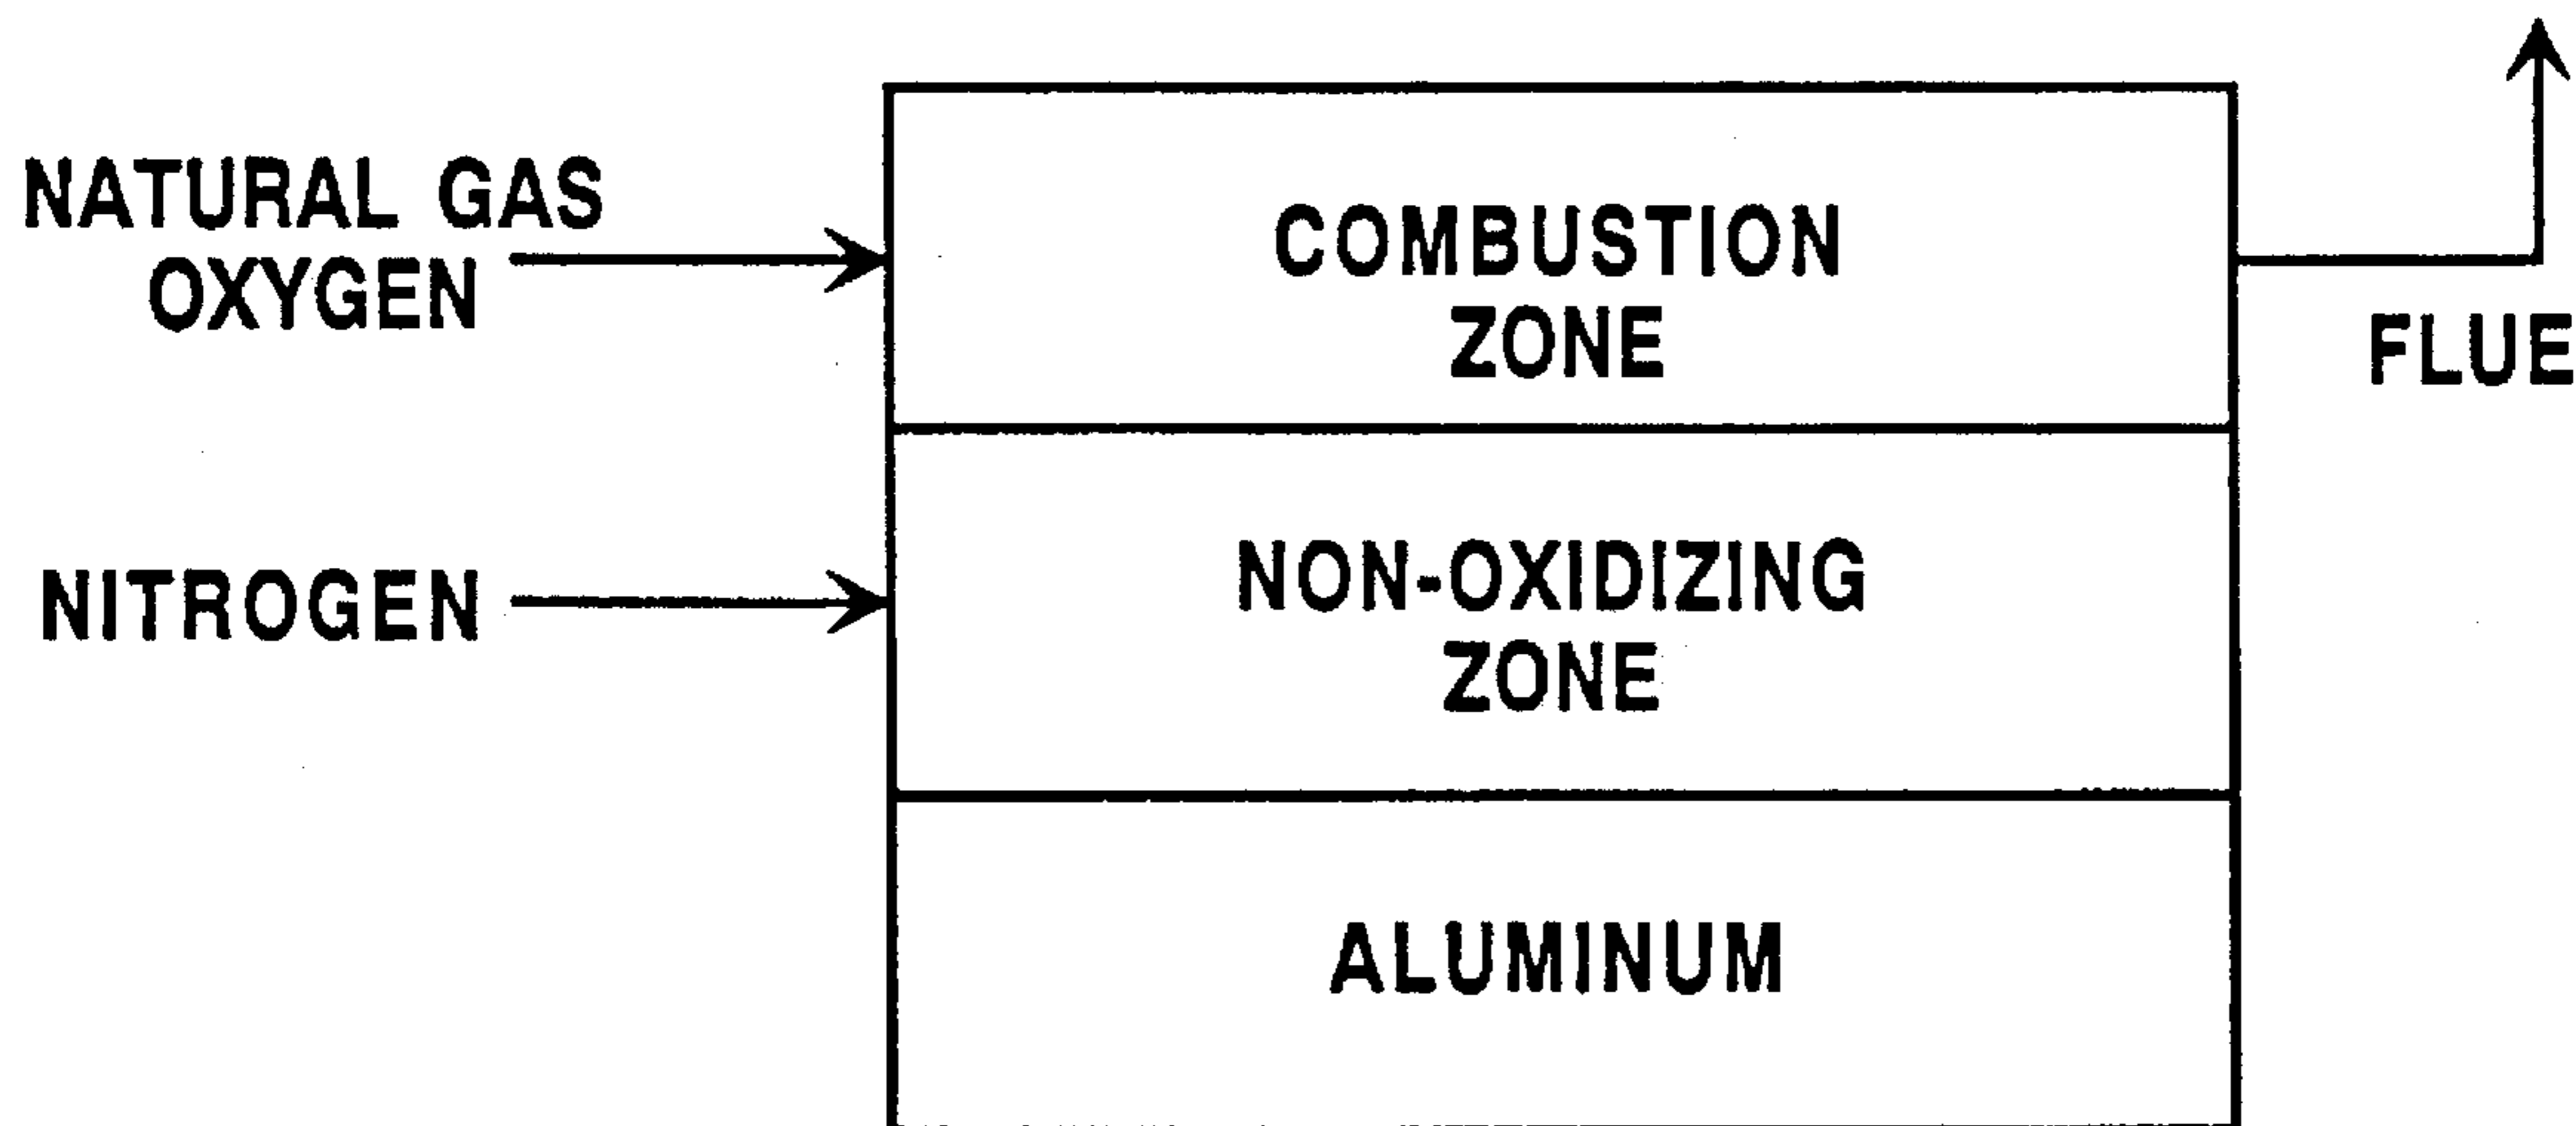 NATURAL GAS
OXYGEN
COMBUSTION
ZONE
FLUE
NITROGEN
NON-OXIDIZING
ZONE
ALUMINUM